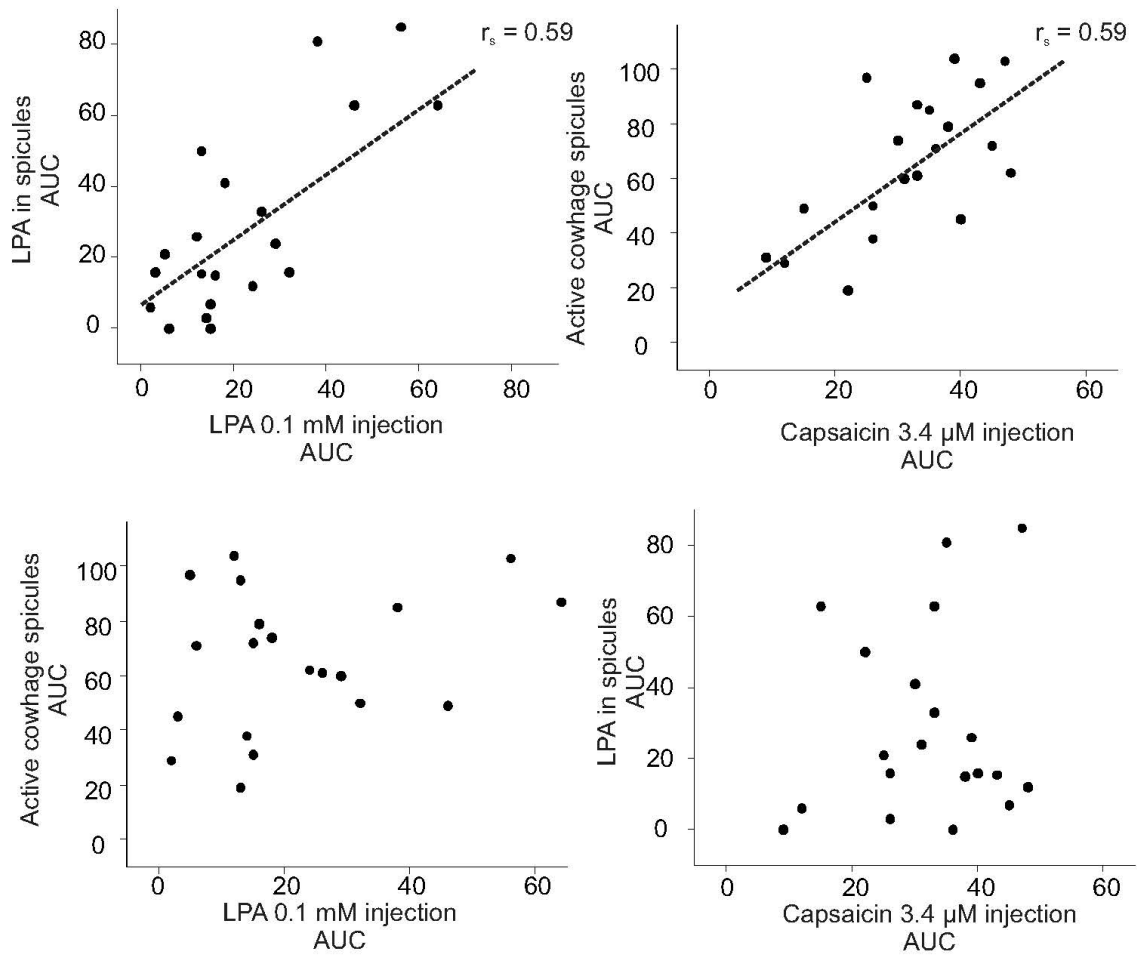 r_s = 0.59
80
60
40
20
0
LPA in spicules
AUC
0 20 40 60 80
LPA 0.1 mM injection
AUC
r_s = 0.59
100
80
60
40
20
0
Active cowhage spicules
AUC
0 20 40 60
Capsaicin 3.4 µM injection
AUC
100
80
60
40
20
0
Active cowhage spicules
AUC
0 20 40 60
LPA 0.1 mM injection
AUC
80
60
40
20
0
LPA in spicules
AUC
0 20 40 60
Capsaicin 3.4 µM injection
AUC